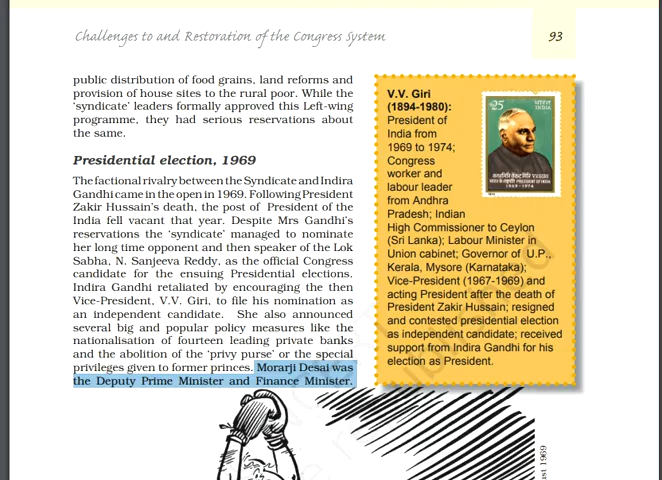 Challenges to and Restoration of the Congress System
93
public distribution of food grains, land reforms and
provision of house sites to the rural poor. While the
'syndicate' leaders formally approved this Left-wing
programme, they had serious reservations about
the same.
Presidential election, 1969
The factional rivalry between the Syndicate and Indira
Gandhi came in the open in 1969. Following President
Zakir Hussain's death, the post of President of the
India fell vacant that year. Despite Mrs Gandhi's
reservations the 'syndicate' managed to nominate
her long time opponent and then speaker of the Lok
Sabha, N. Sanjeeva Reddy, as the official Congress
candidate for the ensuing Presidential elections.
Indira Gandhi retaliated by encouraging the then
Vice-President, V.V. Giri, to file his nomination as
an independent candidate. She also announced
several big and popular policy measures like the
nationalisation of fourteen leading private banks
and the abolition of the 'privy purse' or the special
privileges given to former princes. Morarji Desai was
the Deputy Prime Minister and Finance Minister.
V.V. Giri
(1894-1980):
President of
India from
1969 to 1974;
Congress
worker and
labour leader
from Andhra
Pradesh; Indian
High Commissioner to Ceylon
(Sri Lanka); Labour Minister in
Union cabinet; Governor of U.P.,
Kerala, Mysore (Karnataka);
Vice-President (1967-1969) and
acting President after the death of
President Zakir Hussain; resigned
and contested presidential election
as independent candidate; received
support from Indira Gandhi for his
election as President.
25
भारत
INDIA
1969-1974
ust 1969